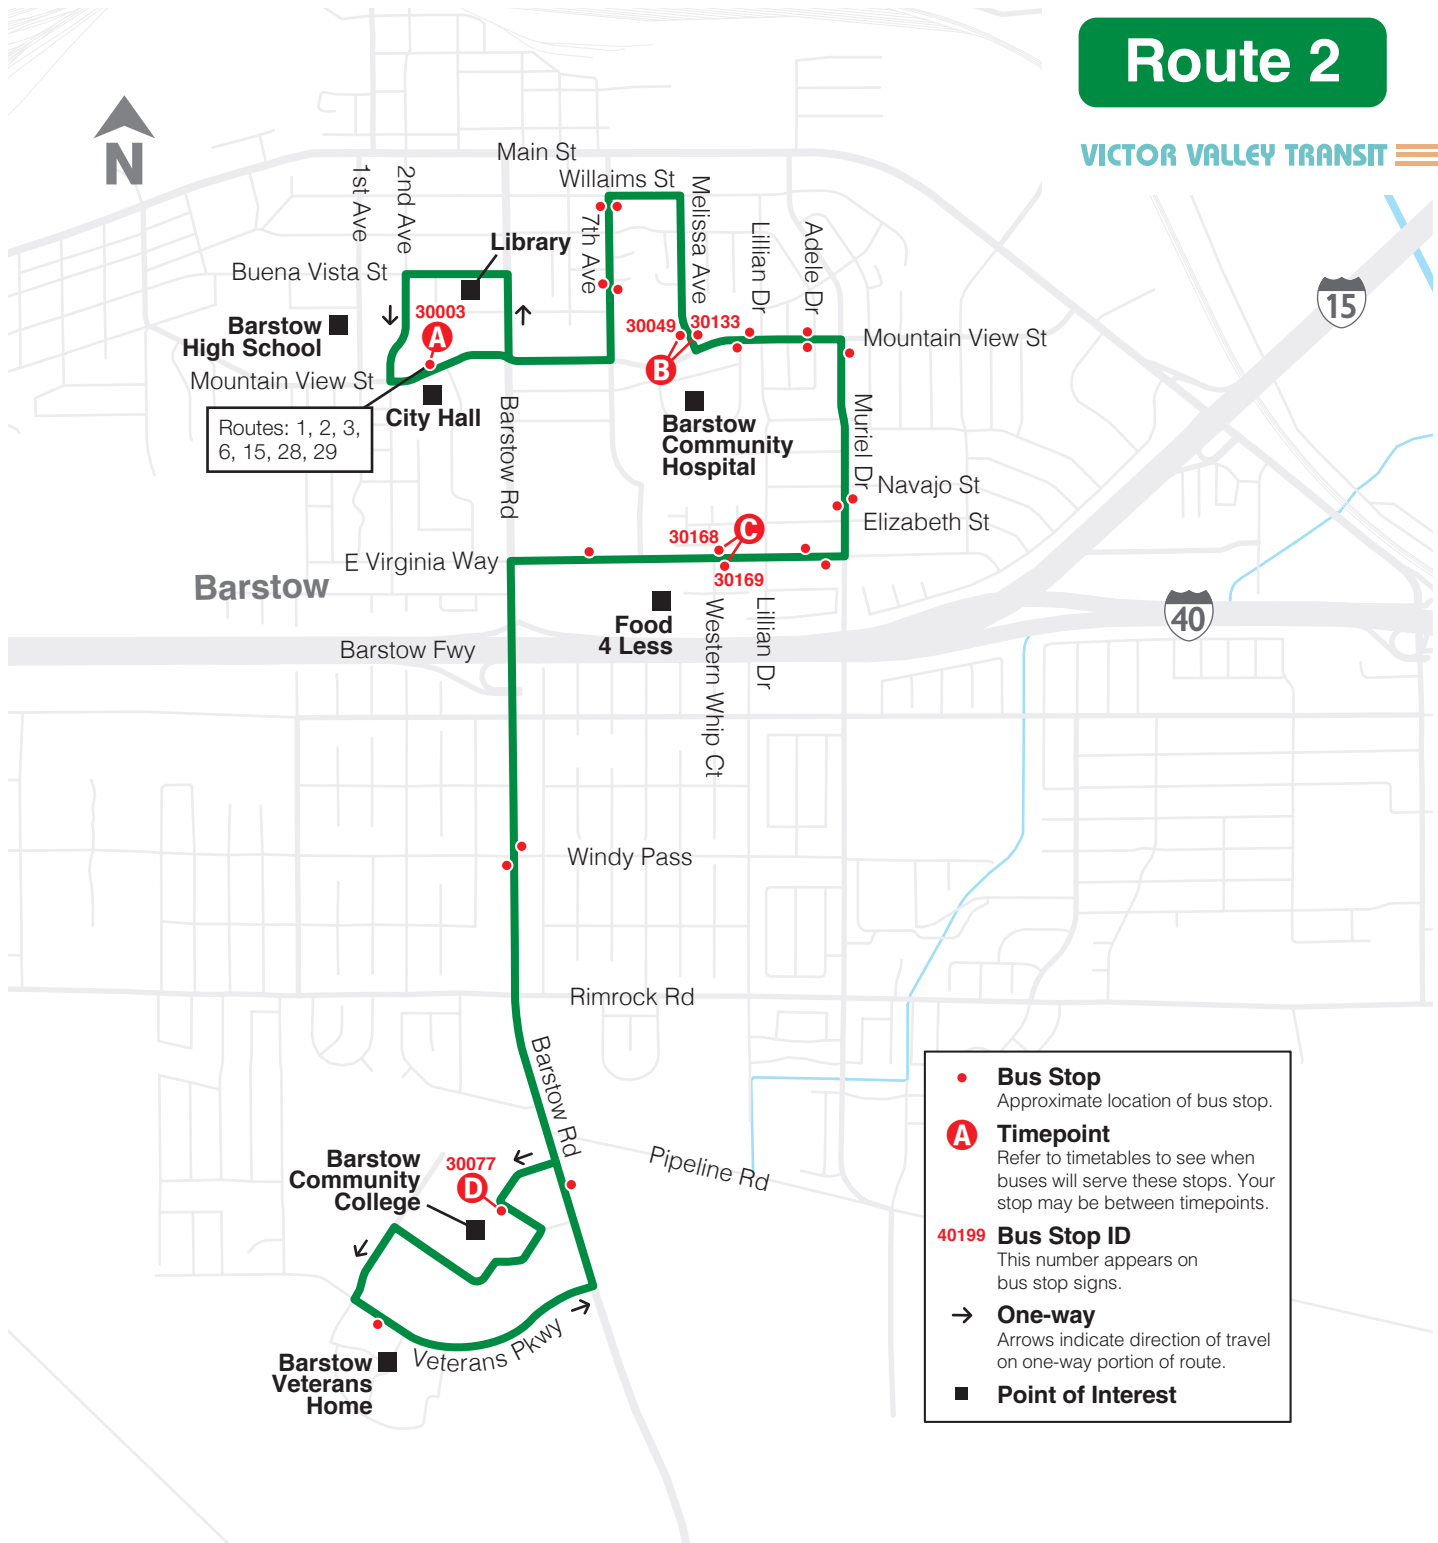 Route 2
VICTOR VALLEY TRANSIT
N
Main St
Willaims St
1st Ave
2nd Ave
7th Ave
Melissa Ave
Lillian Dr
Adele Dr
Library
Buena Vista St
15
30003
A
Barstow
High School
30049
30133
B
Mountain View St
Mountain View St
City Hall
Routes: 1, 2, 3,
6, 15, 28, 29
Barstow Rd
Barstow
Community
Hospital
Muriel Dr
Navajo St
Elizabeth St
C
30168
30169
E Virginia Way
Barstow
Food
4 Less
Western Whip Ct
Lillian Dr
40
Barstow Fwy
Windy Pass
Rimrock Rd
Barstow Rd
Pipeline Rd
Barstow
Community
College
30077
D
Veterans Pkwy
Barstow
Veterans
Home
Bus Stop
Approximate location of bus stop.
A
Timepoint
Refer to timetables to see when
buses will serve these stops. Your
stop may be between timepoints.
40199
Bus Stop ID
This number appears on
bus stop signs.
One-way
Arrows indicate direction of travel
on one-way portion of route.
Point of Interest